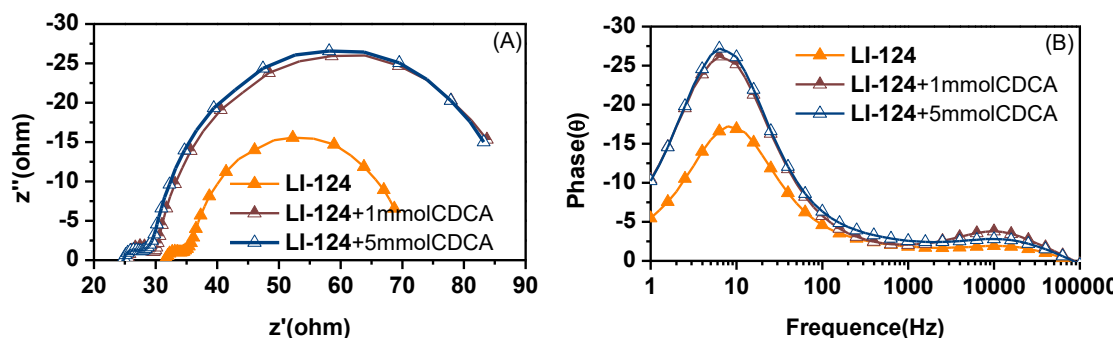 (A)
-30
-25
-20
-15
-10
-5
0
z''(ohm)
LI-124
LI-124+1mmolCDCA
LI-124+5mmolCDCA
20 30 40 50 60 70 80 90
z'(ohm)
(B)
-30
-25
-20
-15
-10
-5
0
Phase(θ)
LI-124
LI-124+1mmolCDCA
LI-124+5mmolCDCA
1 10 100 1000 10000 100000
Frequence(Hz)